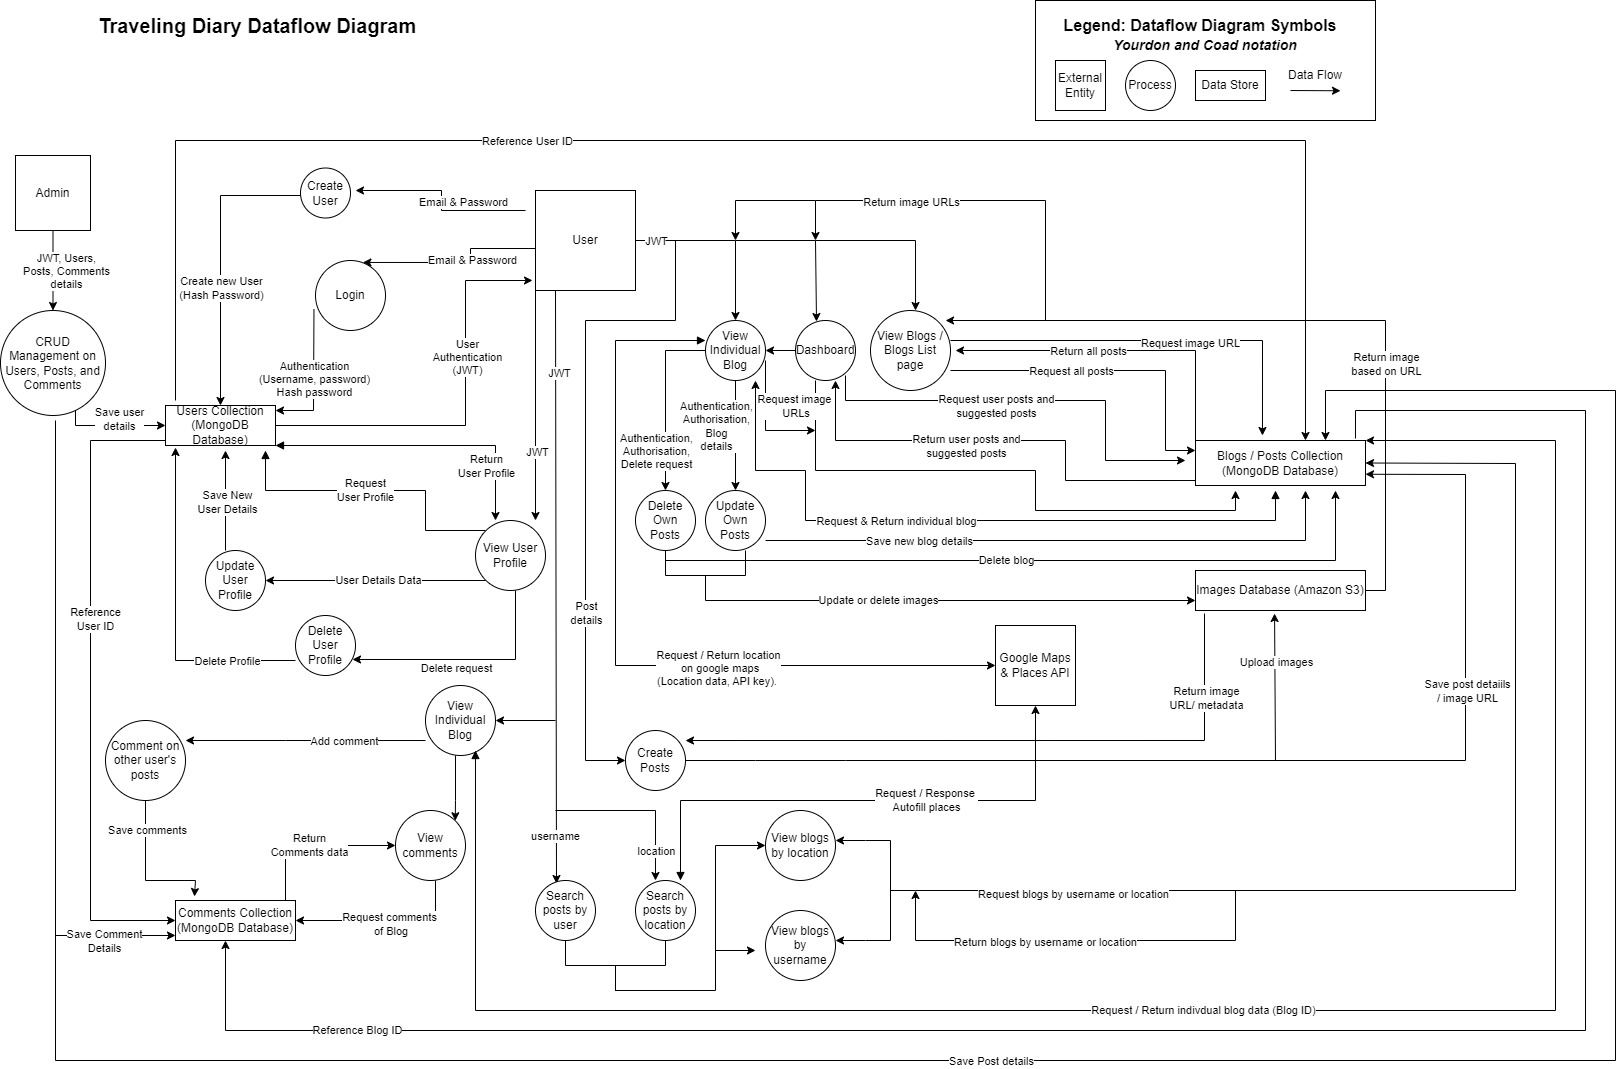 Traveling Diary Dataflow Diagram
Legend: Dataflow Diagram Symbols
Yourdon and Coad notation
External
Entity
Process
Data Store
Data Flow
Reference User ID
Admin
Create
User
Email & Password
User
JWT
Return image URLs
JWT, Users,
Posts, Comments
details
Create new User
(Hash Password)
Login
Email & Password
CRUD
Management on
Users, Posts, and
Comments
User
Authentication
(JWT)
Authentication
(Username, password)
Hash password
JWT
View
Individual
Blog
Dashboard
View Blogs /
Blogs List
page
Request image URL
Return all posts
Request all posts
Return image
based on URL
Save user
details
Users Collection
(MongoDB
Database)
Authentication,
Authorisation,
Blog
details
Request image
URLs
Request user posts and
suggested posts
Authentication,
Authorisation,
Delete request
Return user posts and
suggested posts
Blogs / Posts Collection
(MongoDB Database)
JWT
Return
User Profile
Request
User Profile
Save New
User Details
Delete
Own
Posts
Update
Own
Posts
Request & Return individual blog
Save new blog details
Delete blog
View User
Profile
Update
User
Profile
User Details Data
Images Database (Amazon S3)
Update or delete images
Reference
User ID
Post
details
Delete
User
Profile
Delete Profile
Delete request
Request / Return location
on google maps
(Location data, API key).
Google Maps
& Places API
Upload images
Return image
URL/ metadata
Save post detaiils
/ image URL
View
Individual
Blog
Add comment
Comment on
other user's
posts
Create
Posts
Request / Response
Autofill places
Save comments
Return
Comments data
View
comments
username
location
View blogs
by location
Search
posts by
user
Search
posts by
location
Request blogs by username or location
Comments Collection
(MongoDB Database)
Request comments
of Blog
Save Comment
Details
View blogs
by
username
Return blogs by username or location
Request / Return indivdual blog data (Blog ID)
Reference Blog ID
Save Post details